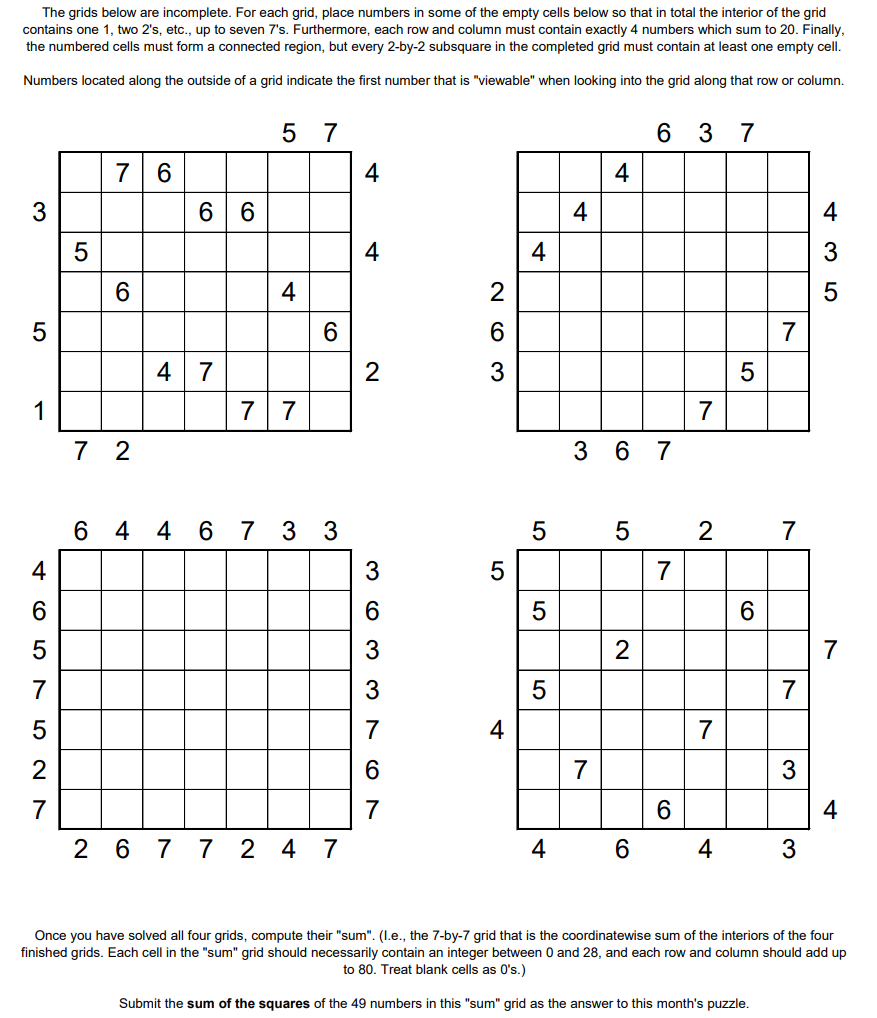 The grids below are incomplete. For each grid, place numbers in some of the empty cells below so that in total the interior of the grid
contains one 1, two 2's, etc., up to seven 7's. Furthermore, each row and column must contain exactly 4 numbers which sum to 20. Finally,
the numbered cells must form a connected region, but every 2-by-2 subsquare in the completed grid must contain at least one empty cell.
Numbers located along the outside of a grid indicate the first number that is "viewable" when looking into the grid along that row or column.
5 7
7 6 4
3 6 6
5 4
6 4
5 6
4 7 2
1 7 7
7 2
6 3 7
4
4 4
4 3
2 5
6 7
3 5
7
3 6 7
6 4 4 6 7 3 3
4 3
6 6
5 3
7 3
5 7
2 6
7 7
2 6 7 7 2 4 7
5 5 2 7
5 7
5 6
2 7
5 7
4 7
7 3
6 4
4 6 4 3
Once you have solved all four grids, compute their "sum". (I.e., the 7-by-7 grid that is the coordinatewise sum of the interiors of the four
finished grids. Each cell in the "sum" grid should necessarily contain an integer between 0 and 28, and each row and column should add up
to 80. Treat blank cells as 0's.)
Submit the sum of the squares of the 49 numbers in this "sum" grid as the answer to this month's puzzle.